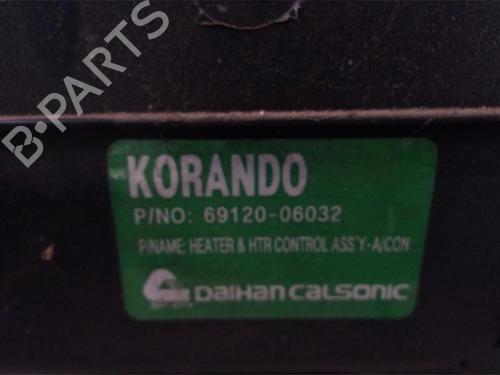 B-PARTS
KORANDO
P/NO: 69120-06032
P/NAME: HEATER & HTR CONTROL ASS'Y-A/CON
DAIHAN CALSONIC